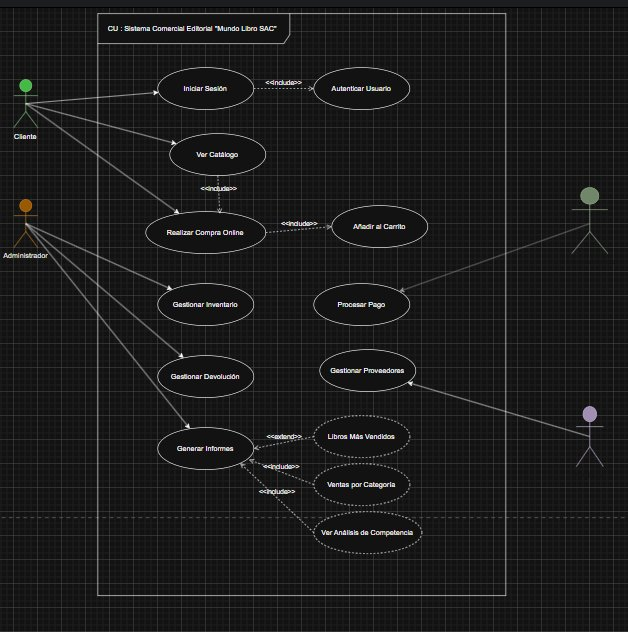 CU : Sistema Comercial Editorial "Mundo Libro SAC"
Iniciar Sesión
<<include>>
Autenticar Usuario
Cliente
Ver Catálogo
<<include>>
Realizar Compra Online
<<include>>
Añadir al Carrito
Administrador
Gestionar Inventario
Procesar Pago
Gestionar Devolución
Gestionar Proveedores
Generar Informes
<<extend>>
Libros Más Vendidos
<<include>>
Ventas por Categoría
<<include>>
Ver Análisis de Competencia